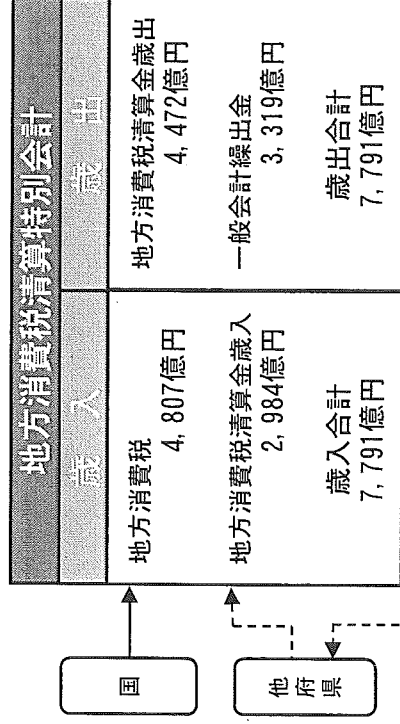 地方消費税清算特別会計
歳 入
歳 出
地方消費税
4,807億円
地方消費税清算金歳入
2,984億円
歳入合計
7,791億円
地方消費税清算金歳出
4,472億円
一般会計繰出金
3,319億円
歳出合計
7,791億円
国
他府県